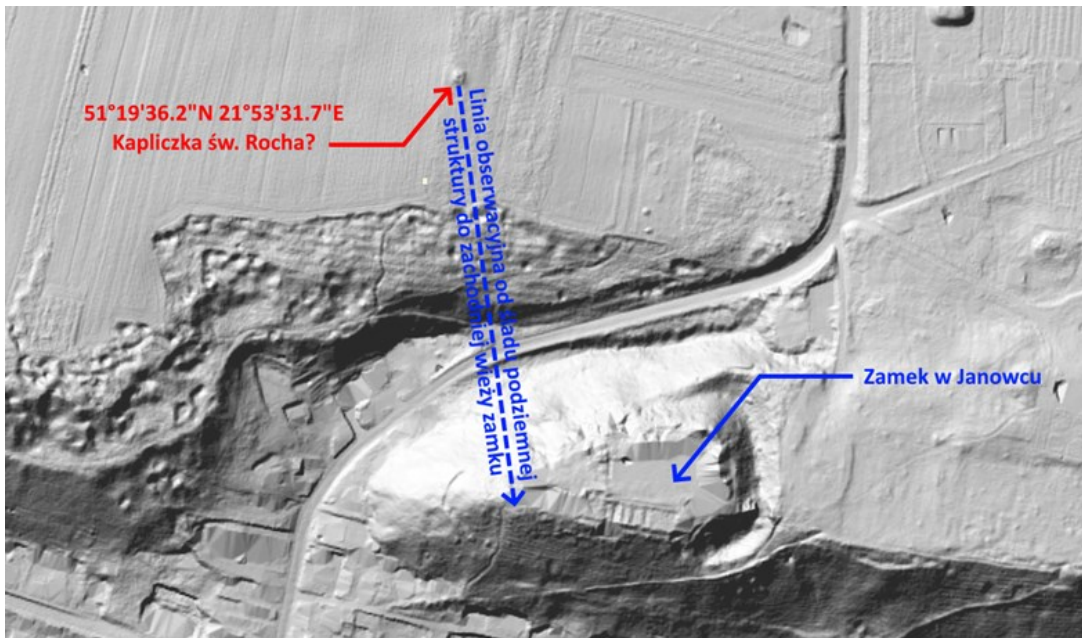 51°19'36.2"N 21°53'31.7"E
Kapliczka św. Rocha?
Linia obserwacyjna od śladu podziemnej
struktury do zachodniej wieży zamku
Zamek w Janowcu